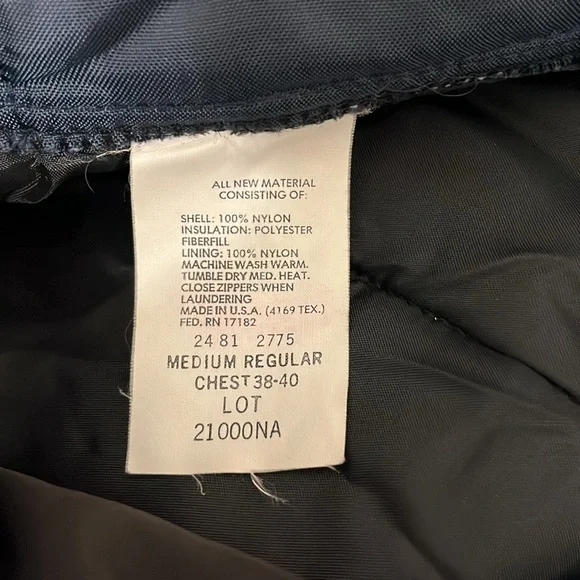 ALL NEW MATERIAL
CONSISTING OF:
SHELL: 100% NYLON
INSULATION: POLYESTER
FIBERFILL
LINING: 100% NYLON
MACHINE WASH WARM.
TUMBLE DRY MED. HEAT.
CLOSE ZIPPERS WHEN
LAUNDERING
MADE IN U.S.A. (4169 TEX.)
FED. RN 17182
24 81 2775
MEDIUM REGULAR
CHEST 38-40
LOT
21000NA